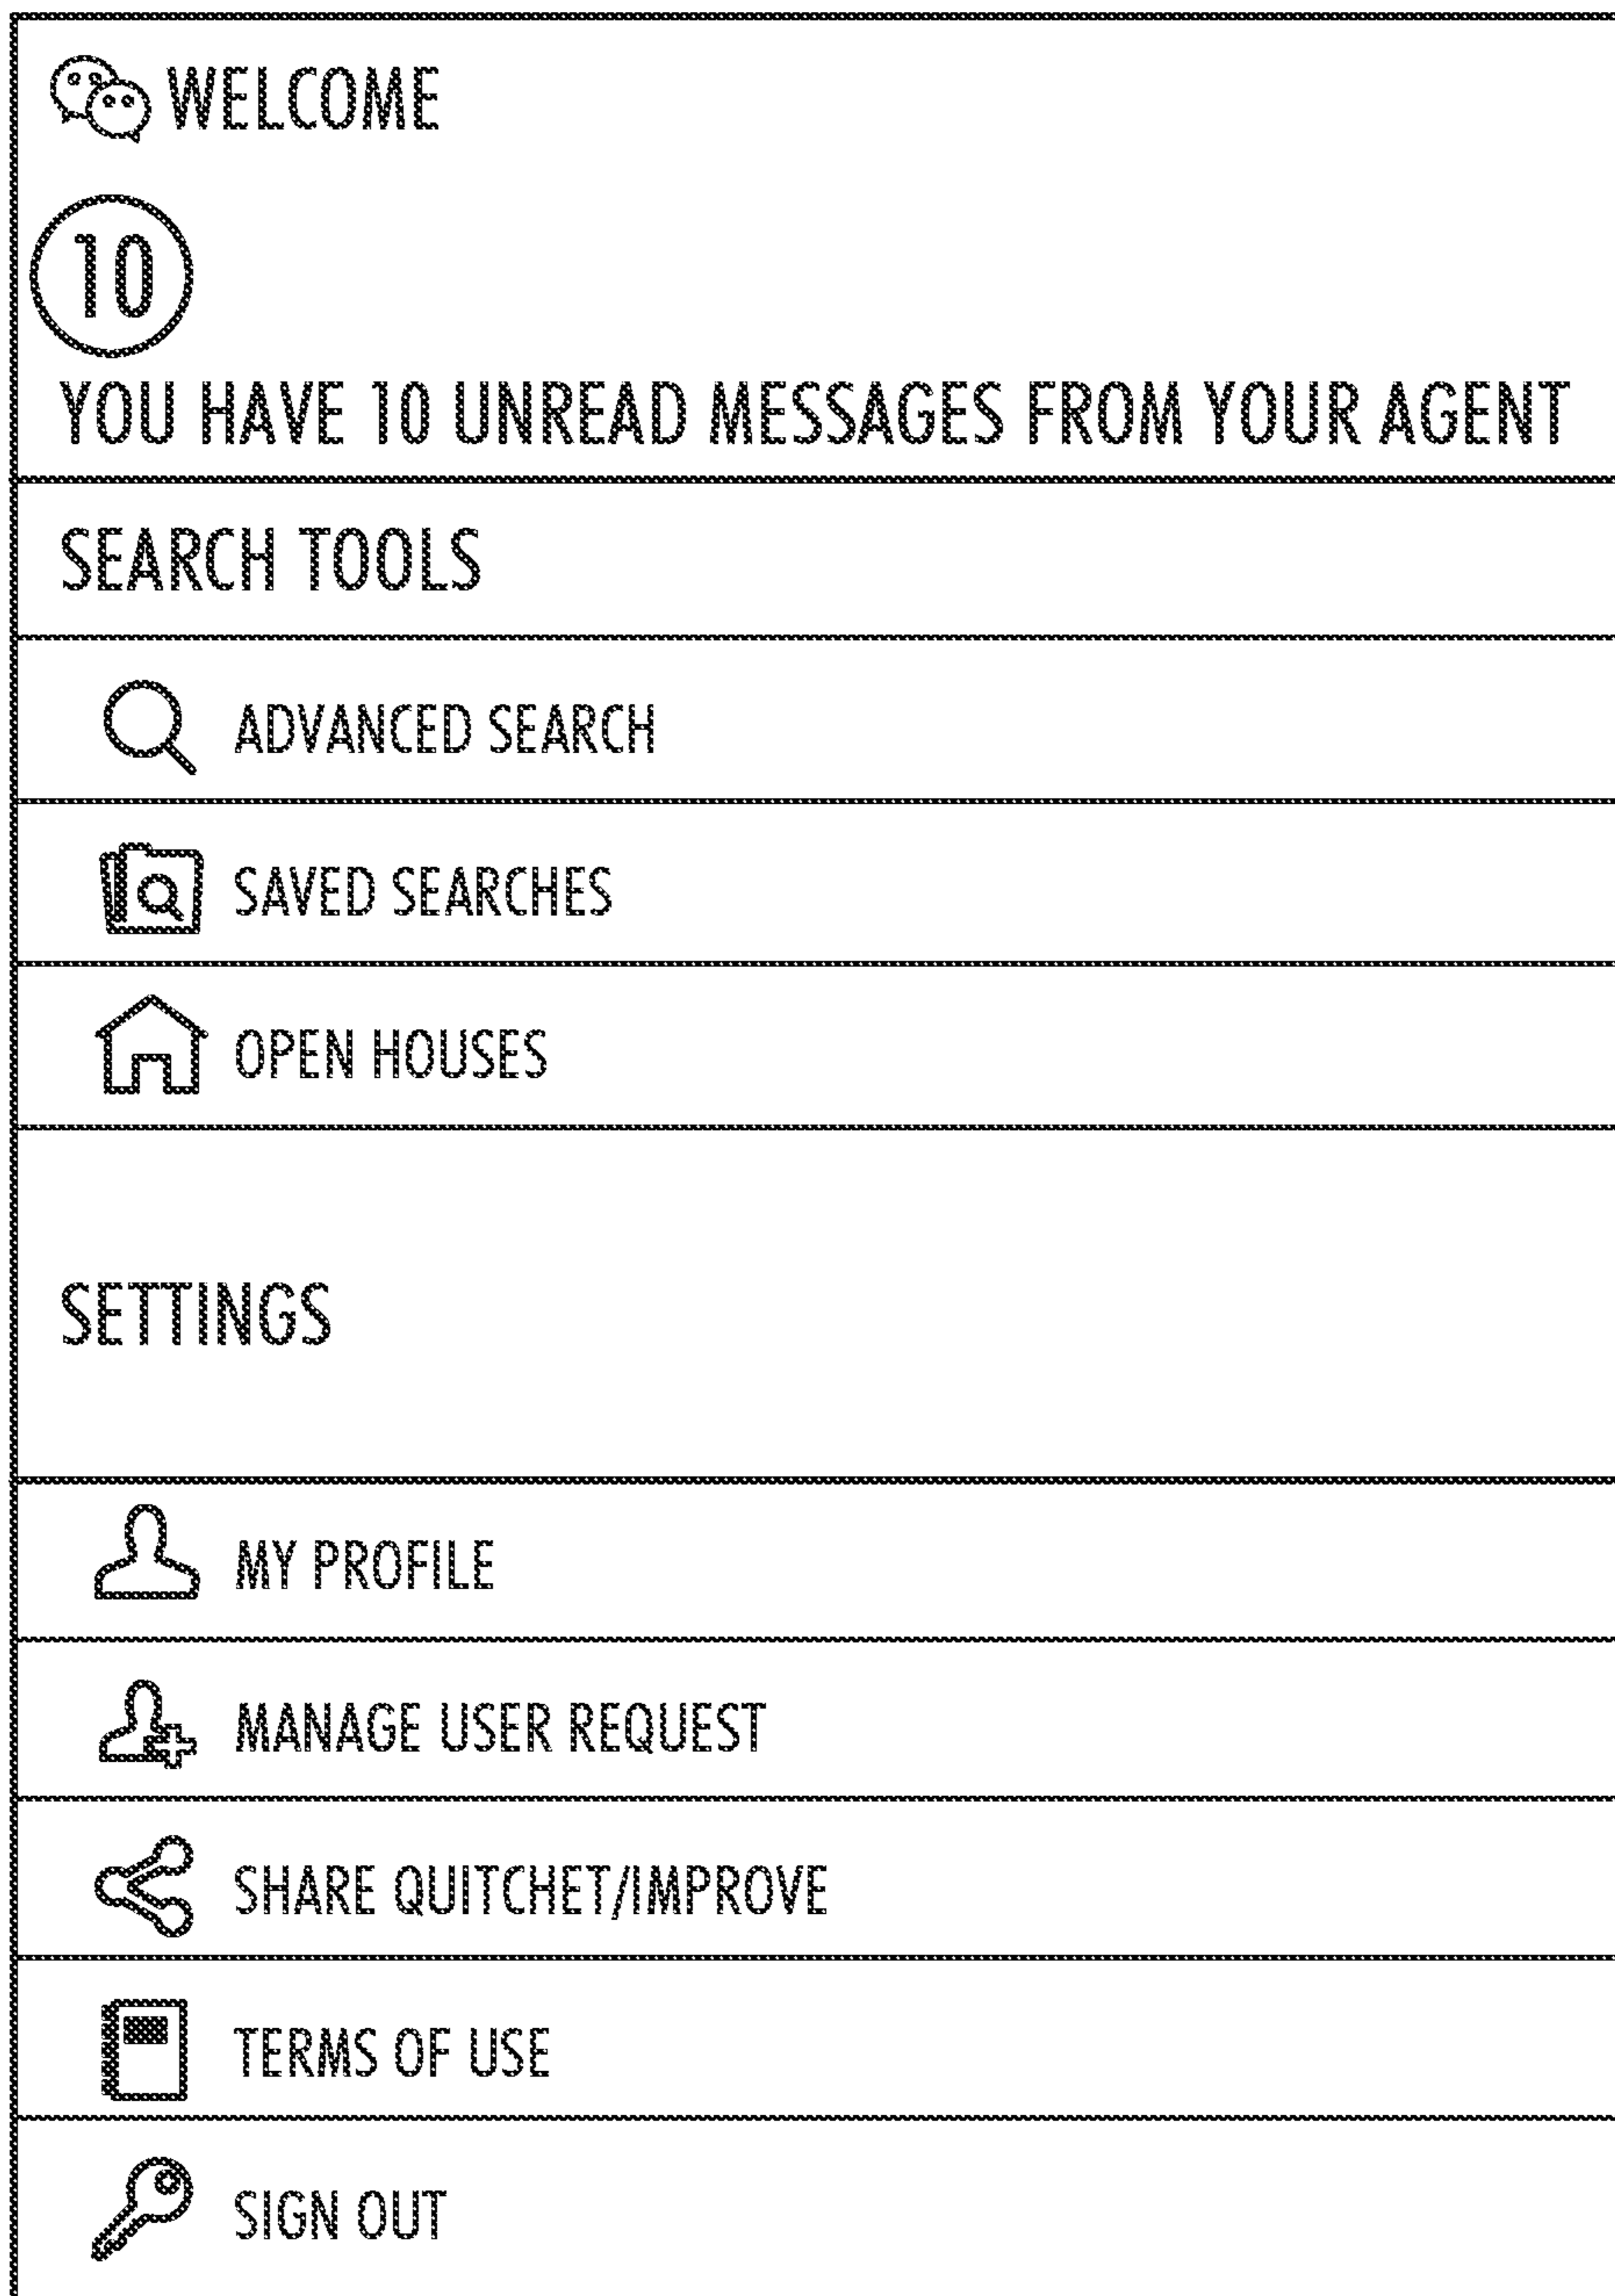 WELCOME
10
YOU HAVE 10 UNREAD MESSAGES FROM YOUR AGENT
SEARCH TOOLS
ADVANCED SEARCH
SAVED SEARCHES
OPEN HOUSES
SETTINGS
MY PROFILE
MANAGE USER REQUEST
SHARE QUITCHET/IMPROVE
TERMS OF USE
SIGN OUT